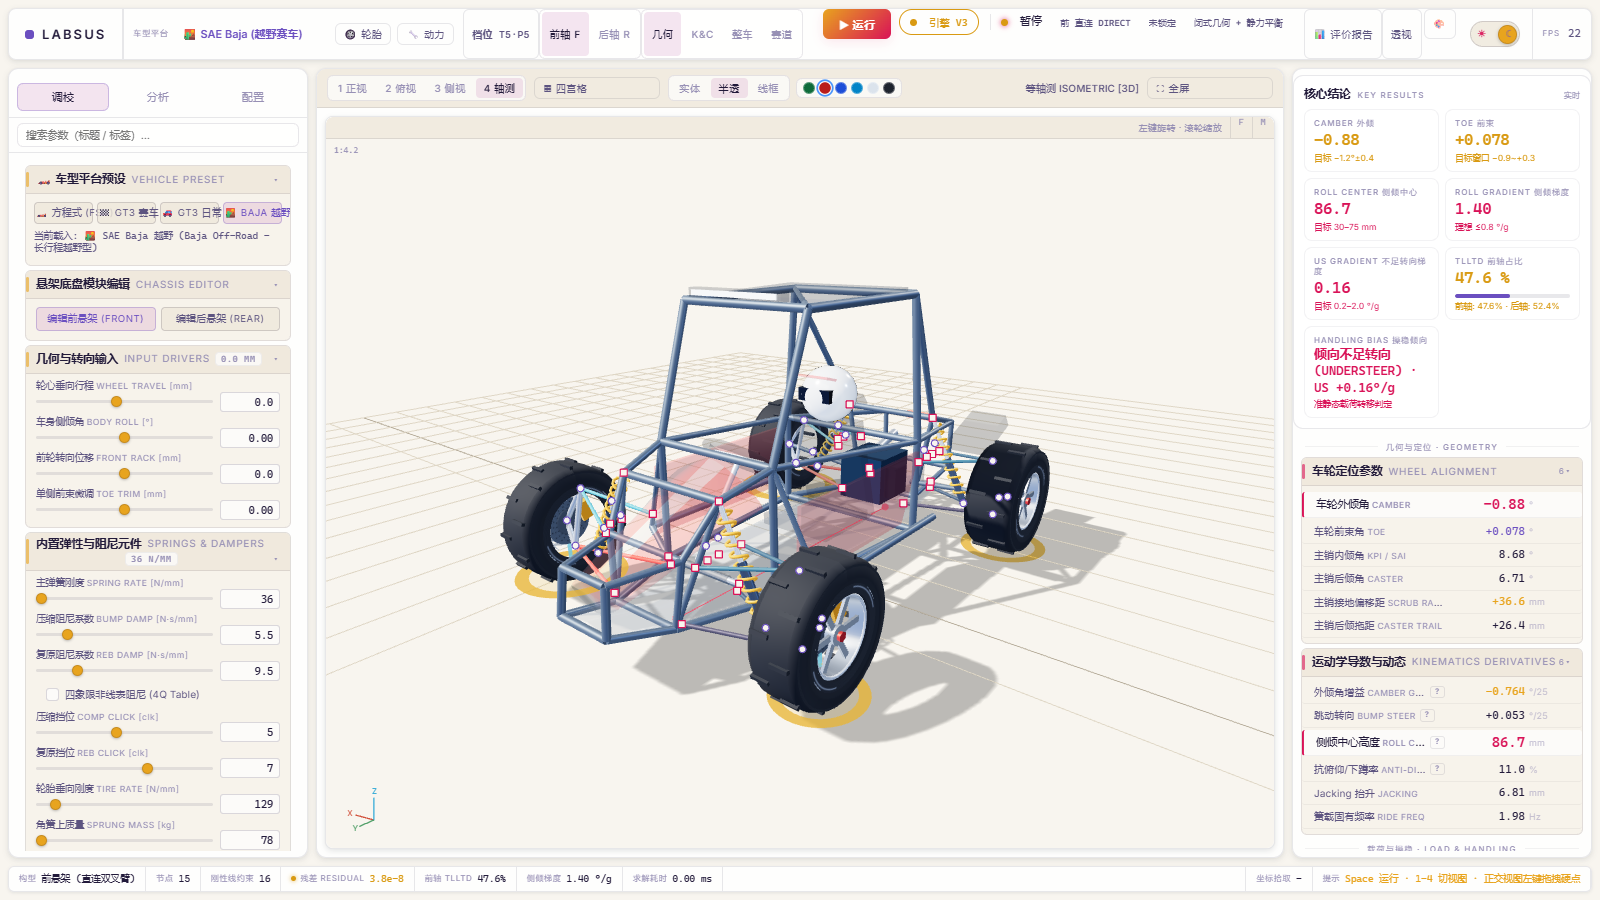 LABSUS
车型平台 SAE Baja (越野赛车)
轮胎 动力
档位 T5·P5 前轴 F 后轴 R
几何 K&C 整车 赛道
▶ 运行 引擎 V3 暂停
前 直连 DIRECT 未锁定 闭式几何 + 静力平衡
评价报告 透视 FPS 22
调校 分析 配置
搜索参数（标题 / 标签）...
车型平台预设 VEHICLE PRESET
方程式 (FS GT3 赛车 GT3 日常 BAJA 越野
当前载入: SAE Baja 越野 (Baja Off-Road -
长行程越野型)
悬架底盘模块编辑 CHASSIS EDITOR
编辑前悬架 (FRONT) 编辑后悬架 (REAR)
几何与转向输入 INPUT DRIVERS 0.0 MM
轮心垂向行程 WHEEL TRAVEL [mm]
0.0
车身侧倾角 BODY ROLL [°]
0.00
前轮转向位移 FRONT RACK [mm]
0.0
单侧前束微调 TOE TRIM [mm]
0.00
内置弹性与阻尼元件 SPRINGS & DAMPERS
36 N/MM
主弹簧刚度 SPRING RATE [N/mm]
36
压缩阻尼系数 BUMP DAMP [N·s/mm]
5.5
复原阻尼系数 REB DAMP [N·s/mm]
9.5
四象限非线表阻尼 (4Q Table)
压缩挡位 COMP CLICK [clk]
5
复原挡位 REB CLICK [clk]
7
轮胎垂向刚度 TIRE RATE [N/mm]
129
角簧上质量 SPRUNG MASS [kg]
78
1 正视 2 俯视 3 侧视 4 轴测
四宫格
实体 半透 线框
等轴测 ISOMETRIC [3D]
全屏
左键旋转 · 滚轮缩放 F M
1:4.2
Z
X
Y
核心结论 KEY RESULTS 实时
CAMBER 外倾
−0.88
目标 −1.2°±0.4
TOE 前束
+0.078
目标窗口 −0.9~+0.3
ROLL CENTER 侧倾中心
86.7
目标 30–75 mm
ROLL GRADIENT 侧倾梯度
1.40
理想 ≤0.8 °/g
US GRADIENT 不足转向梯
度
0.16
目标 0.2–2.0 °/g
TLLTD 前轴占比
47.6 %
前轴: 47.6% · 后轴: 52.4%
HANDLING BIAS 操稳倾向
倾向不足转向
(UNDERSTEER) ·
US +0.16°/g
准静态载荷转移判定
几何与定位 · GEOMETRY
车轮定位参数 WHEEL ALIGNMENT 6
车轮外倾角 CAMBER −0.88 °
车轮前束角 TOE +0.078 °
主销内倾角 KPI / SAI 8.68 °
主销后倾角 CASTER 6.71 °
主销接地偏移距 SCRUB RA... +36.6 mm
主销后倾拖距 CASTER TRAIL +26.4 mm
运动学导数与动态 KINEMATICS DERIVATIVES 6
外倾角增益 CAMBER G... ? −0.764 °/25
跳动转向 BUMP STEER ? +0.053 °/25
侧倾中心高度 ROLL C... ? 86.7 mm
抗俯仰/下蹲率 ANTI-DI... ? 11.0 %
Jacking 抬升 JACKING 6.81 mm
簧载固有频率 RIDE FREQ 1.98 Hz
载荷与操稳 · LOAD & HANDLING
构型 前悬架 (直连双叉臂) 节点 15 刚性线约束 16 残差 RESIDUAL 3.8e-8 前轴 TLLTD 47.6% 侧倾梯度 1.40 °/g 求解耗时 0.00 ms
坐标拾取 − 提示 Space 运行 · 1-4 切视图 · 正交视图左键拖拽硬点